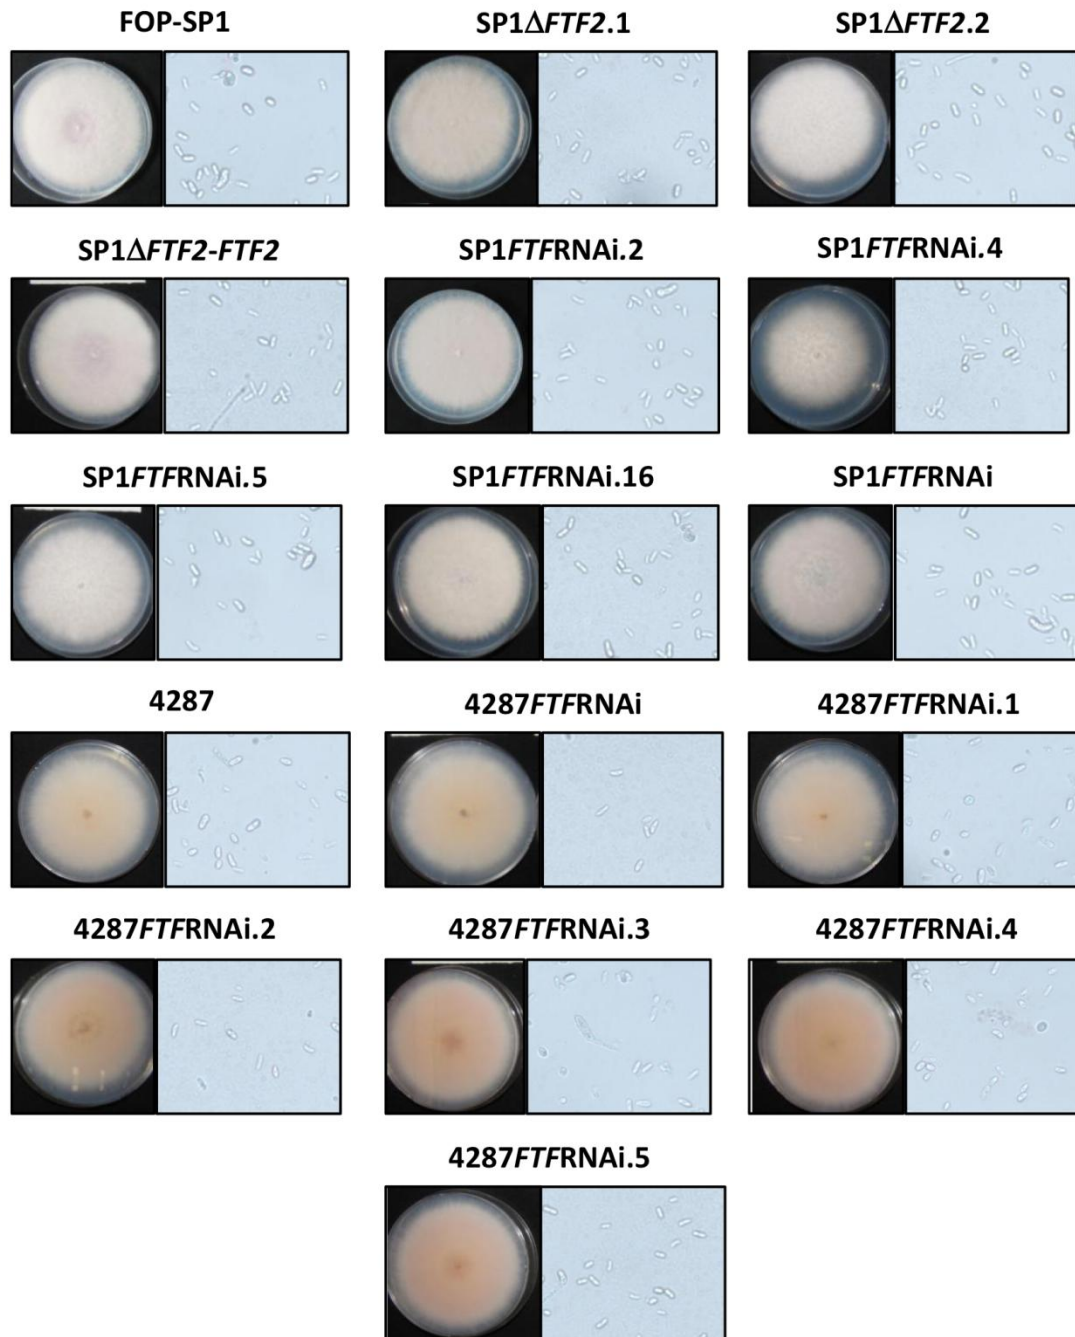 FOP-SP1
SP1ΔFTF2.1
SP1ΔFTF2.2
SP1ΔFTF2-FTF2
SP1FTFRNAi.2
SP1FTFRNAi.4
SP1FTFRNAi.5
SP1FTFRNAi.16
SP1FTFRNAi
4287
4287FTFRNAi
4287FTFRNAi.1
4287FTFRNAi.2
4287FTFRNAi.3
4287FTFRNAi.4
4287FTFRNAi.5